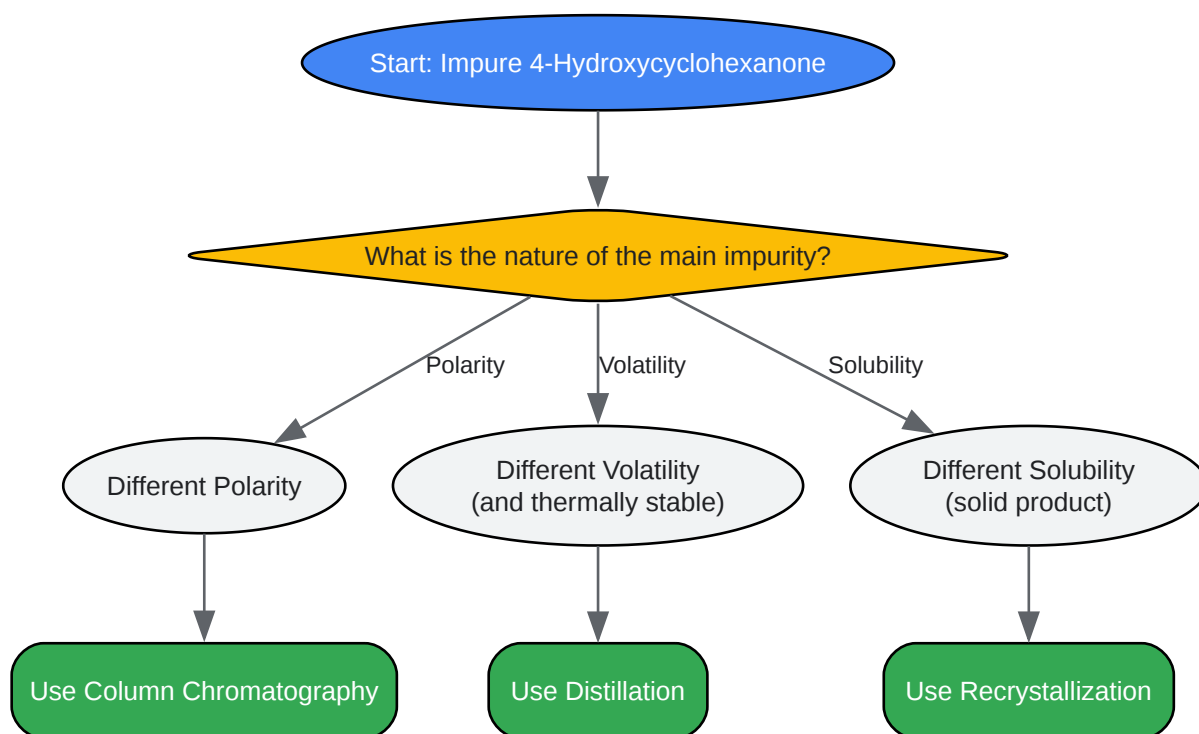 Start: Impure 4-Hydroxycyclohexanone
What is the nature of the main impurity?
Polarity
Volatility
Solubility
Different Polarity
Different Volatility
(and thermally stable)
Different Solubility
(solid product)
Use Column Chromatography
Use Distillation
Use Recrystallization